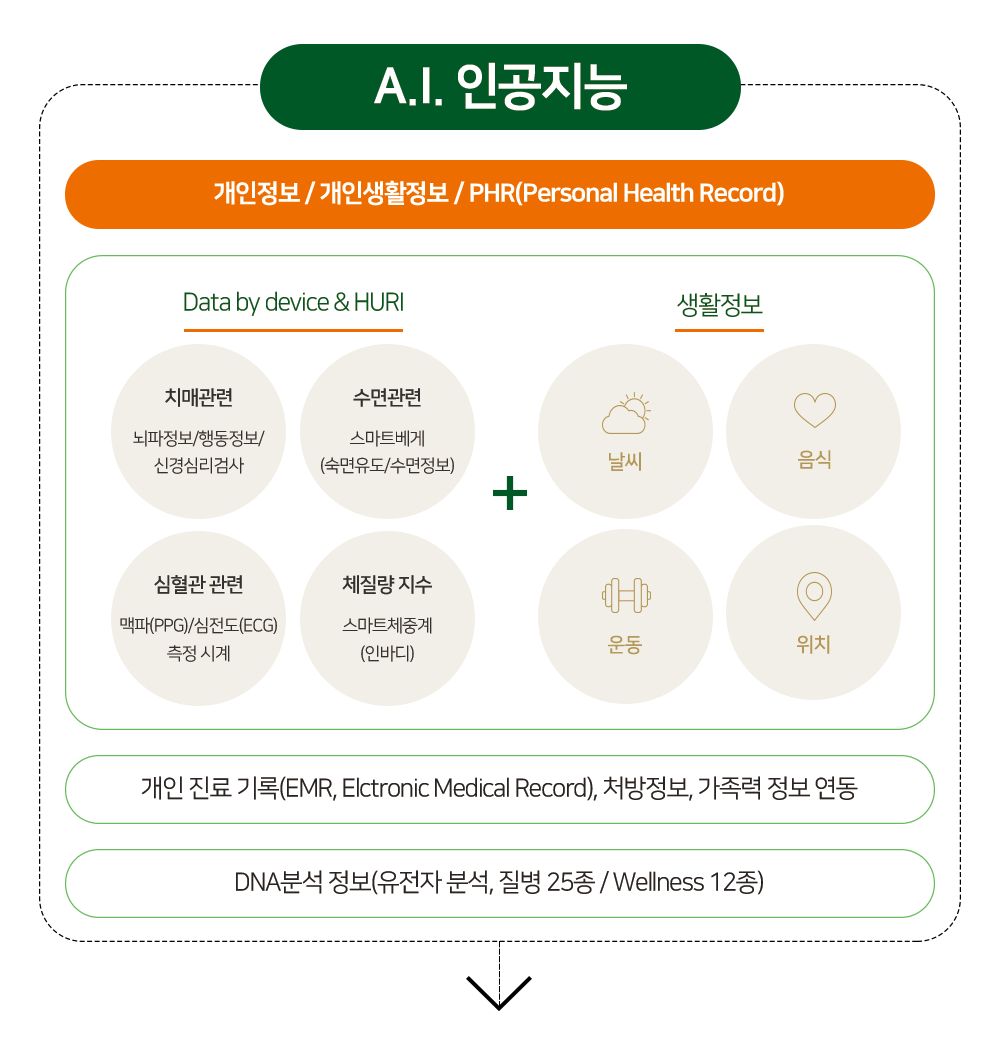 A.I. 인공지능
개인정보 / 개인생활정보 / PHR(Personal Health Record)
Data by device & HURI
치매관련
뇌파정보/행동정보/
신경심리검사
수면관련
스마트베게
(숙면유도/수면정보)
심혈관 관련
맥파(PPG)/심전도(ECG)
측정 시계
체질량 지수
스마트체중계
(인바디)
+
생활정보
날씨
음식
운동
위치
개인 진료 기록(EMR, Elctronic Medical Record), 처방정보, 가족력 정보 연동
DNA분석 정보(유전자 분석, 질병 25종 / Wellness 12종)